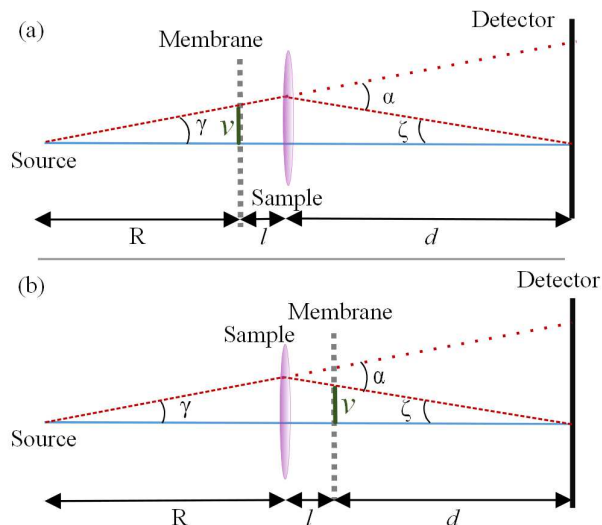 (a)
Detector
Membrane
α
γ
v
ζ
Source
Sample
R
l
d
(b)
Detector
Membrane
Sample
α
γ
v
ζ
Source
R
l
d